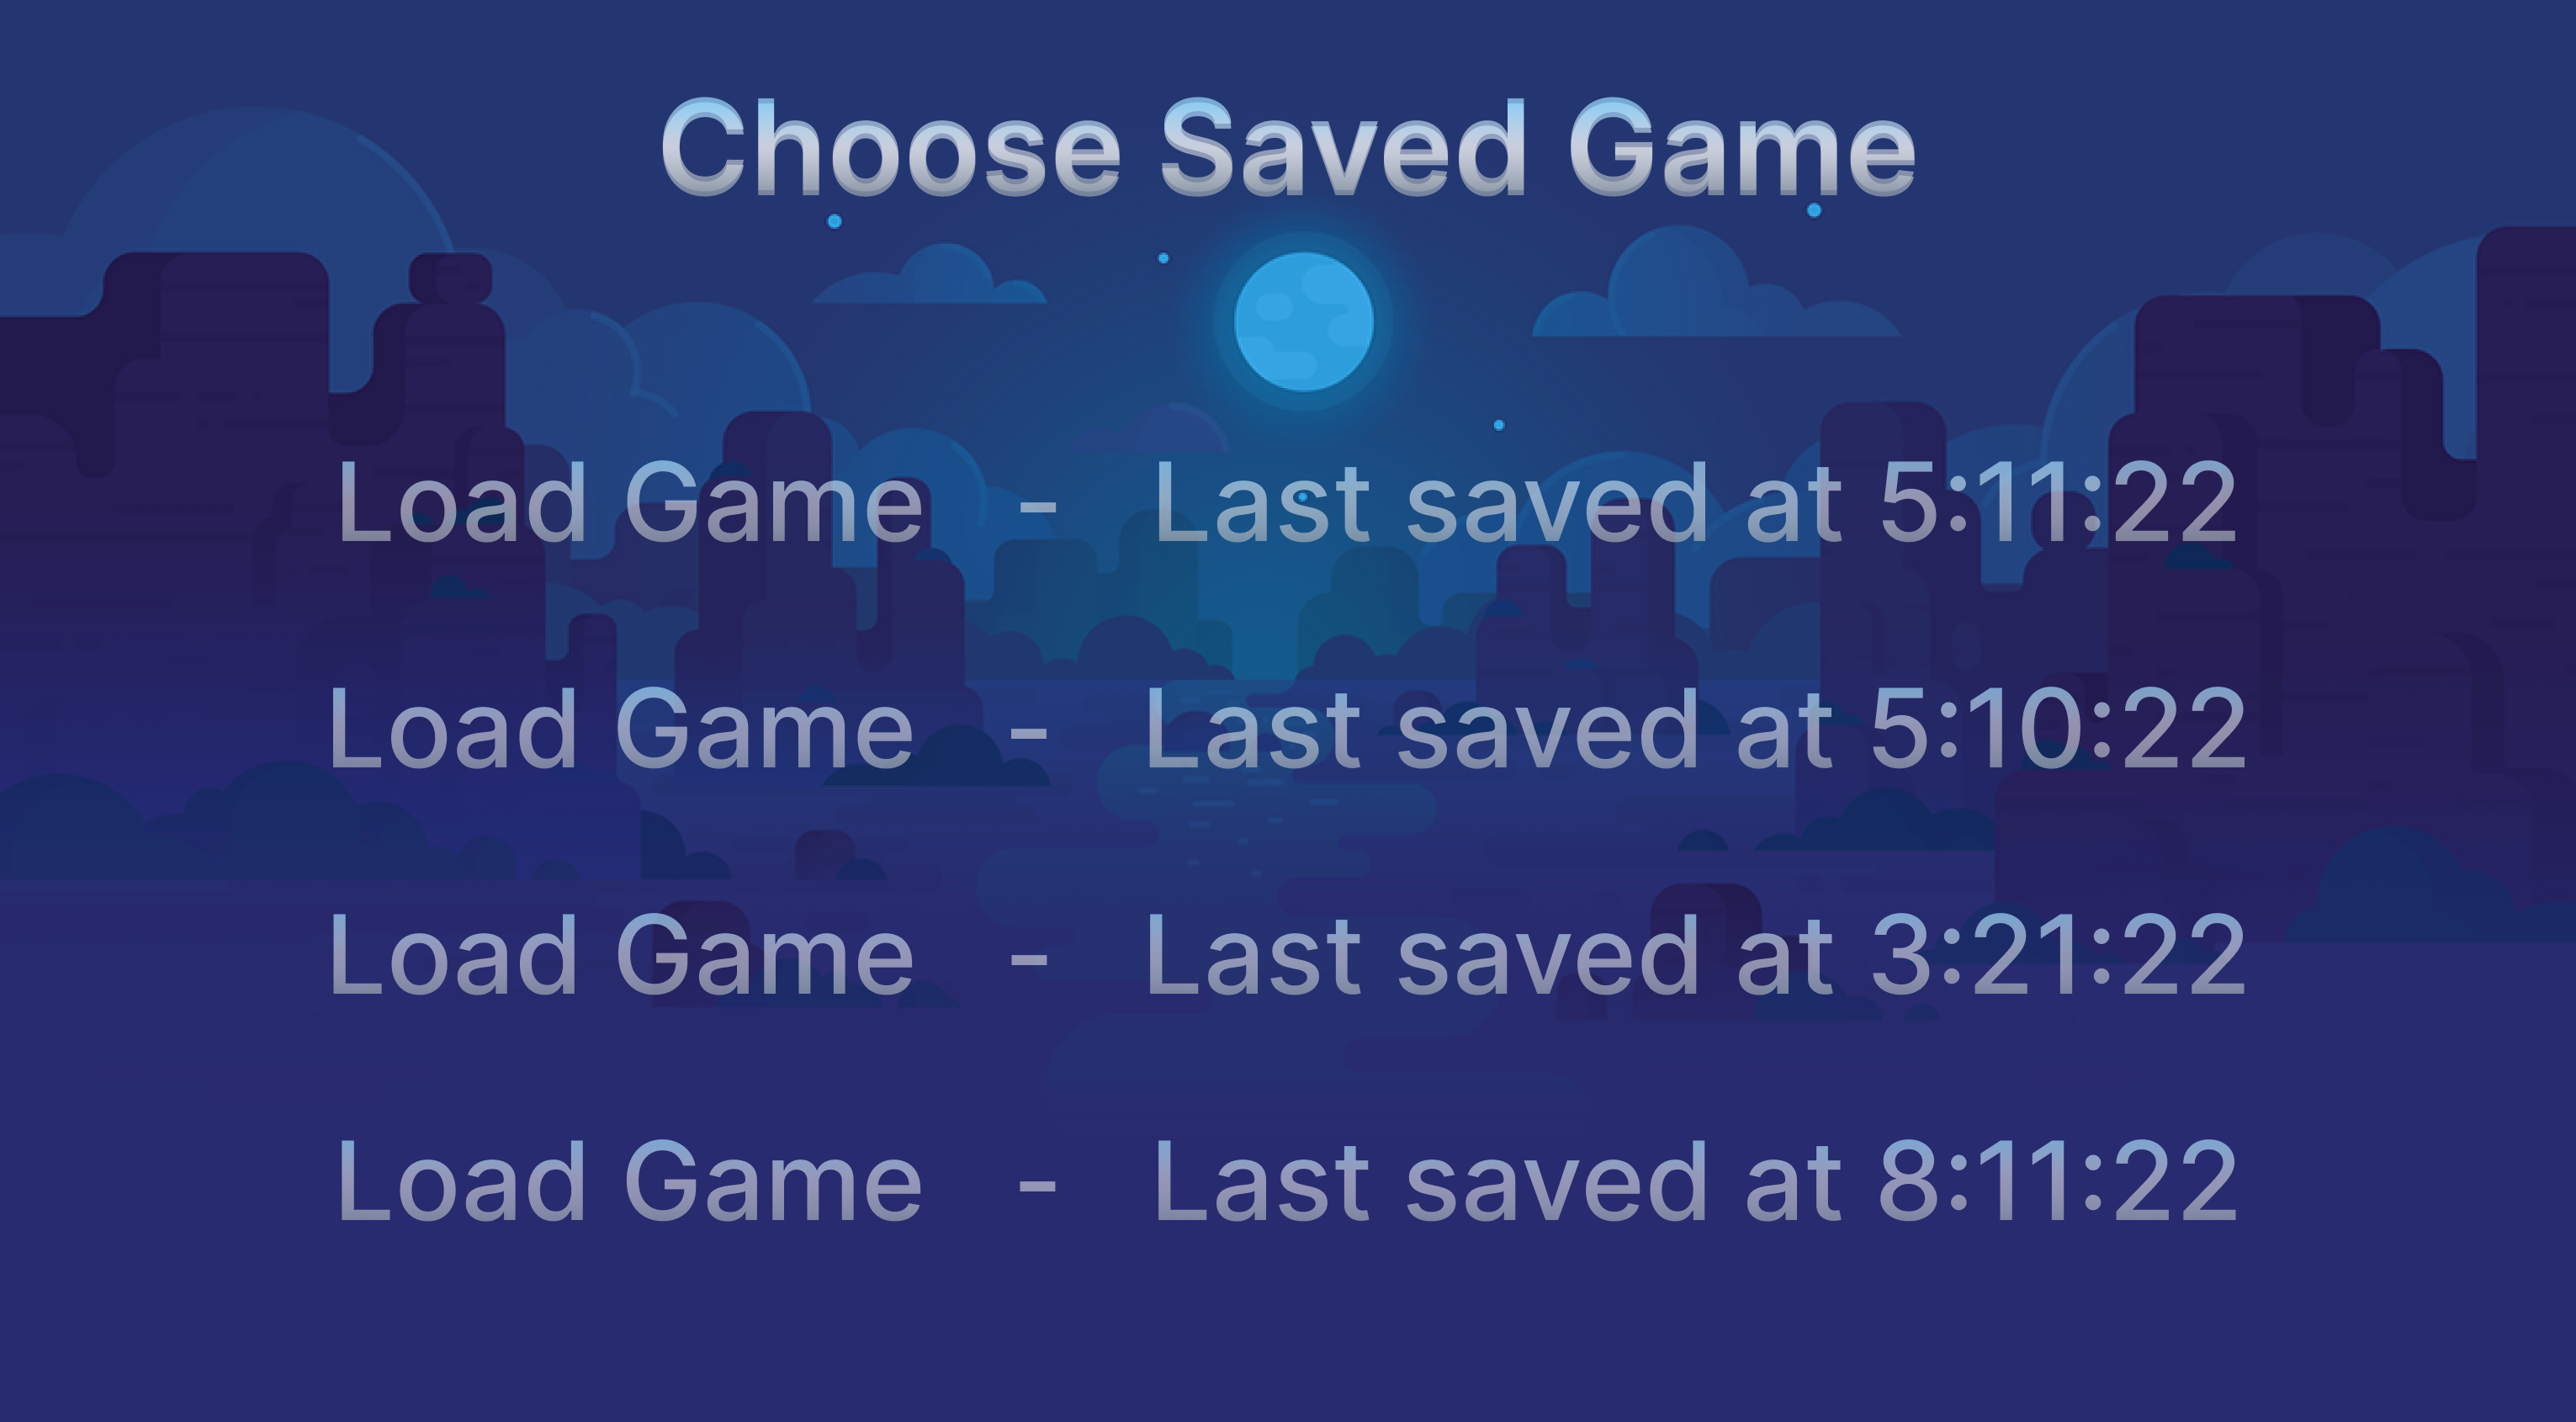 Choose Saved Game
Load Game - Last saved at 5:11:22
Load Game - Last saved at 5:10:22
Load Game - Last saved at 3:21:22
Load Game - Last saved at 8:11:22